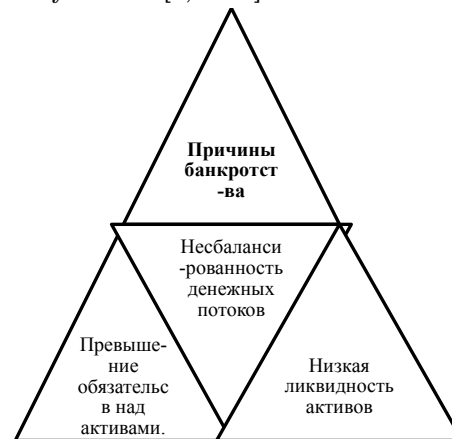 Причины
банкротст
-ва
Несбаланси
-рованность
денежных
потоков
Превыше-
ние
обязательс
в над
активами.
Низкая
ликвидность
активов